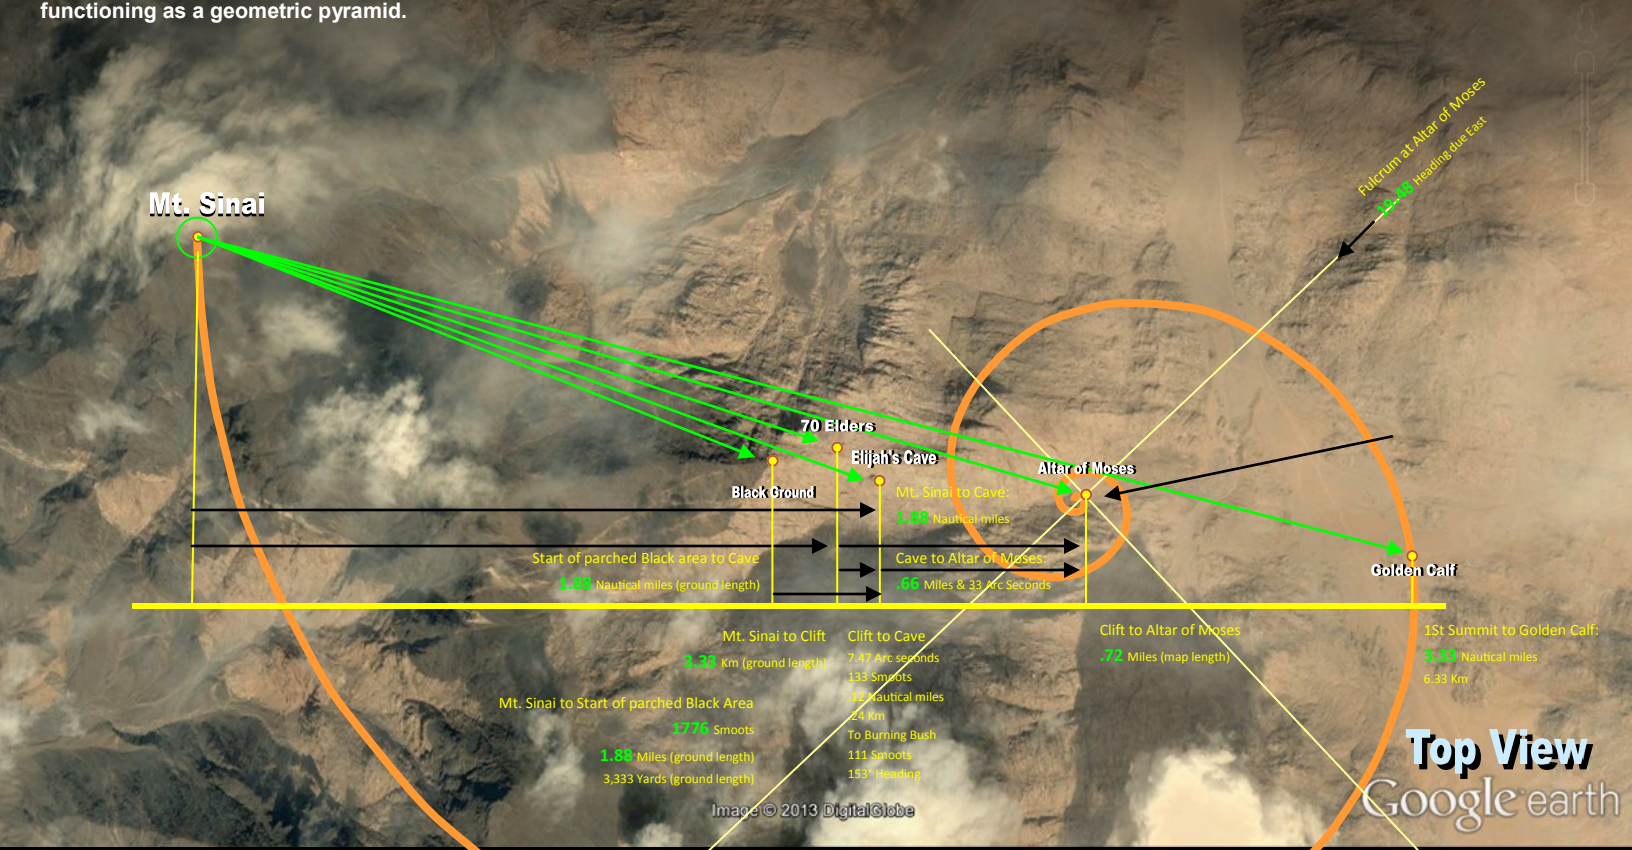 functioning as a geometric pyramid.
Fulcrum at Altar of Moses
19.48 Heading due East
Mt. Sinai
70 Elders
Elijah's Cave
Black Ground
Altar of Moses
Golden Calf
Mt. Sinai to Cave:
1.88 Nautical miles
Start of parched Black area to Cave
1.88 Nautical miles (ground length)
Cave to Altar of Moses:
.66 Miles & 33 Arc Seconds
Mt. Sinai to Clift
3.33 Km (ground length)
Mt. Sinai to Start of parched Black Area
1776 Smoots
1.88 Miles (ground length)
3,333 Yards (ground length)
Clift to Cave
7.47 Arc seconds
133 Smoots
.12 Nautical miles
.24 Km
To Burning Bush
111 Smoots
153° Heading
Clift to Altar of Moses
.72 Miles (map length)
1St Summit to Golden Calf:
3.33 Nautical miles
6.33 Km
Top View
Google earth
Image © 2013 DigitalGlobe